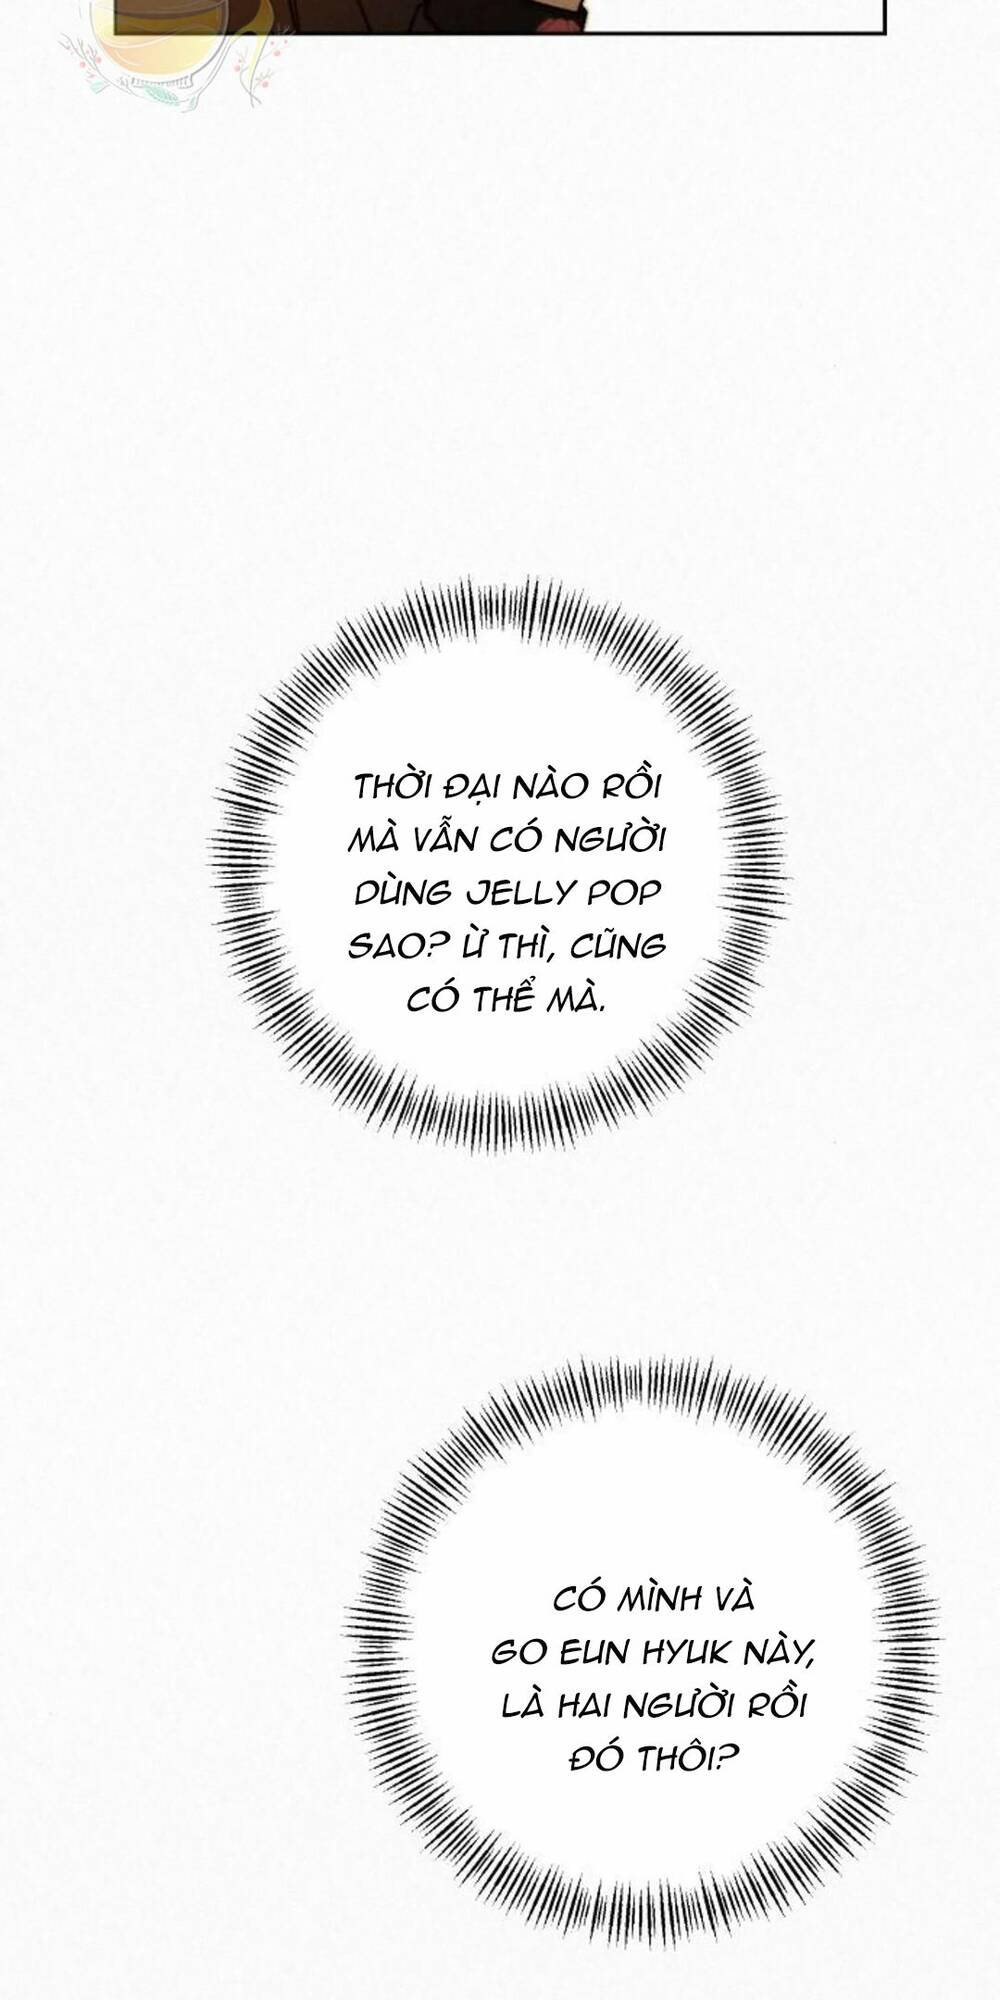 THỜI ĐẠI NÀO RỒI
MÀ VẪN CÓ NGƯỜI
DÙNG JELLY POP
SAO? Ừ THÌ, CŨNG
CÓ THỂ MÀ.
CÓ MÌNH VÀ
GO EUN HYUK NÀY,
LÀ HAI NGƯỜI RỒI
ĐÓ THÔI?